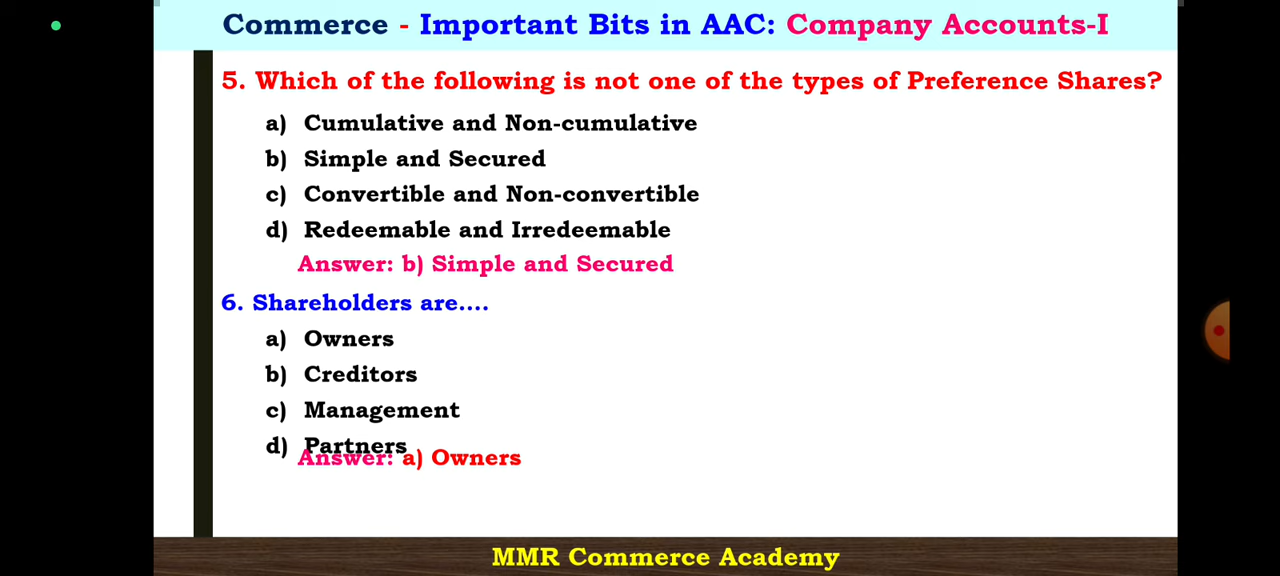 Commerce - Important Bits in AAC: Company Accounts-I
5. Which of the following is not one of the types of Preference Shares?
a) Cumulative and Non-cumulative
b) Simple and Secured
c) Convertible and Non-convertible
d) Redeemable and Irredeemable
Answer: b) Simple and Secured
6. Shareholders are....
a) Owners
b) Creditors
c) Management
d) Partners
Answer: a) Owners
MMR Commerce Academy